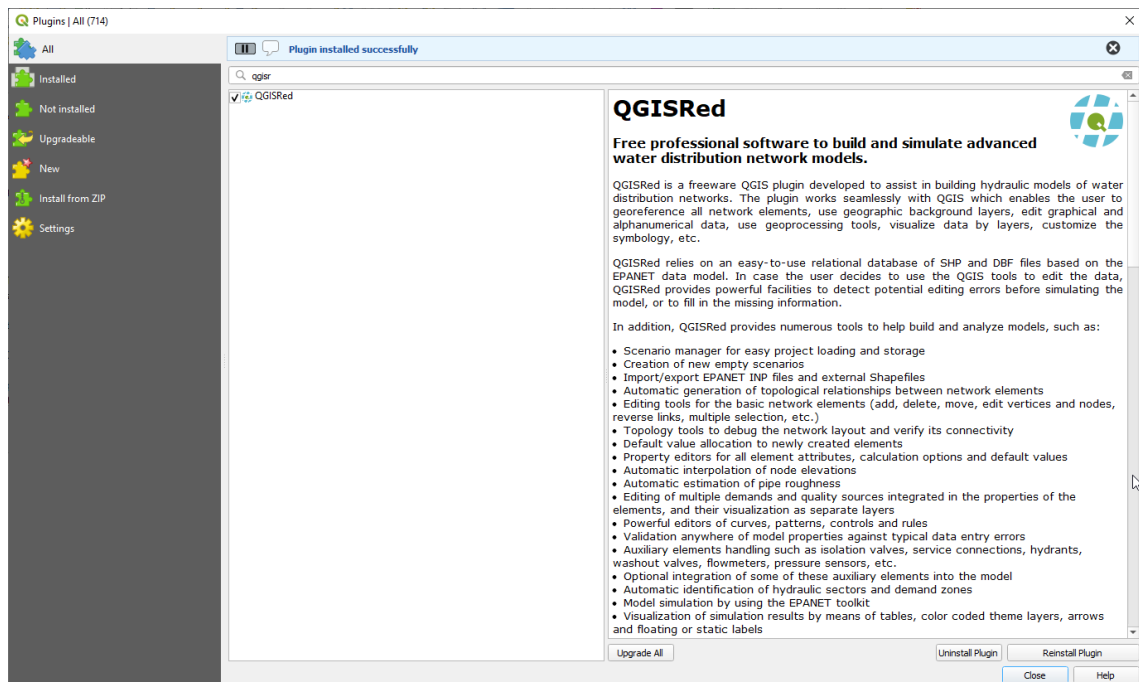 Plugins | All (714)
All
Installed
Not installed
Upgradeable
New
Install from ZIP
Settings
Plugin installed successfully
qgisr
QGISRed
QGISRed
Free professional software to build and simulate advanced
water distribution network models.
QGISRed is a freeware QGIS plugin developed to assist in building hydraulic models of water
distribution networks. The plugin works seamlessly with QGIS which enables the user to
georeference all network elements, use geographic background layers, edit graphical and
alphanumerical data, use geoprocessing tools, visualize data by layers, customize the
symbology, etc.
QGISRed relies on an easy-to-use relational database of SHP and DBF files based on the
EPANET data model. In case the user decides to use the QGIS tools to edit the data,
QGISRed provides powerful facilities to detect potential editing errors before simulating the
model, or to fill in the missing information.
In addition, QGISRed provides numerous tools to help build and analyze models, such as:
• Scenario manager for easy project loading and storage
• Creation of new empty scenarios
• Import/export EPANET INP files and external Shapefiles
• Automatic generation of topological relationships between network elements
• Editing tools for the basic network elements (add, delete, move, edit vertices and nodes,
reverse links, multiple selection, etc.)
• Topology tools to debug the network layout and verify its connectivity
• Default value allocation to newly created elements
• Property editors for all element attributes, calculation options and default values
• Automatic interpolation of node elevations
• Automatic estimation of pipe roughness
• Editing of multiple demands and quality sources integrated in the properties of the
elements, and their visualization as separate layers
• Powerful editors of curves, patterns, controls and rules
• Validation anywhere of model properties against typical data entry errors
• Auxiliary elements handling such as isolation valves, service connections, hydrants,
washout valves, flowmeters, pressure sensors, etc.
• Optional integration of some of these auxiliary elements into the model
• Automatic identification of hydraulic sectors and demand zones
• Model simulation by using the EPANET toolkit
• Visualization of simulation results by means of tables, color coded theme layers, arrows
and floating or static labels
Upgrade All
Uninstall Plugin
Reinstall Plugin
Close
Help